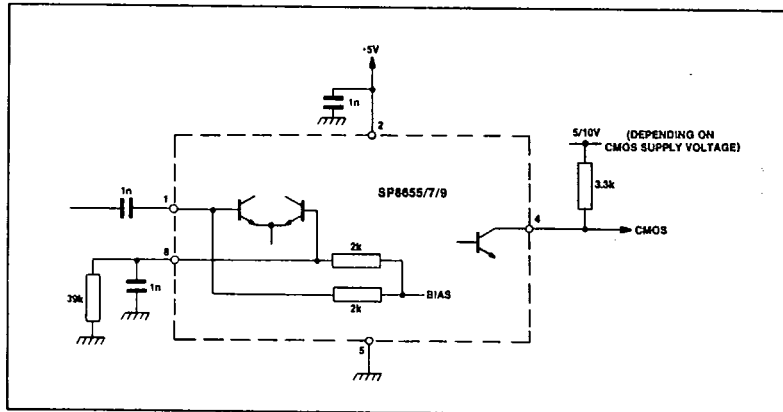 +5V
1n
2
5/10V
(DEPENDING ON
CMOS SUPPLY VOLTAGE)
SP8655/7/9
3.3k
1n
1
4
CMOS
8
2k
39k
1n
BIAS
2k
5